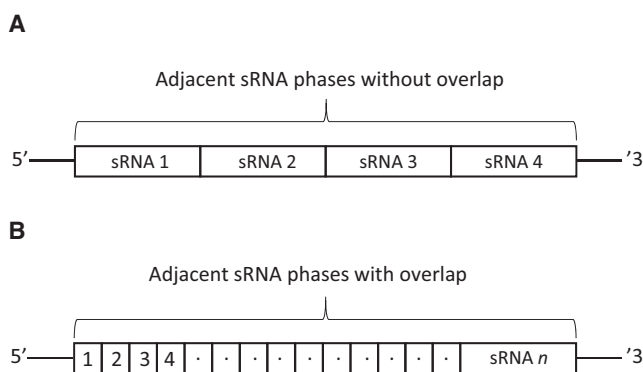 A
Adjacent sRNA phases without overlap
5’ sRNA 1 sRNA 2 sRNA 3 sRNA 4 ’3
B
Adjacent sRNA phases with overlap
5’ 1 2 3 4 · · · · · · · · · · sRNA n ’3